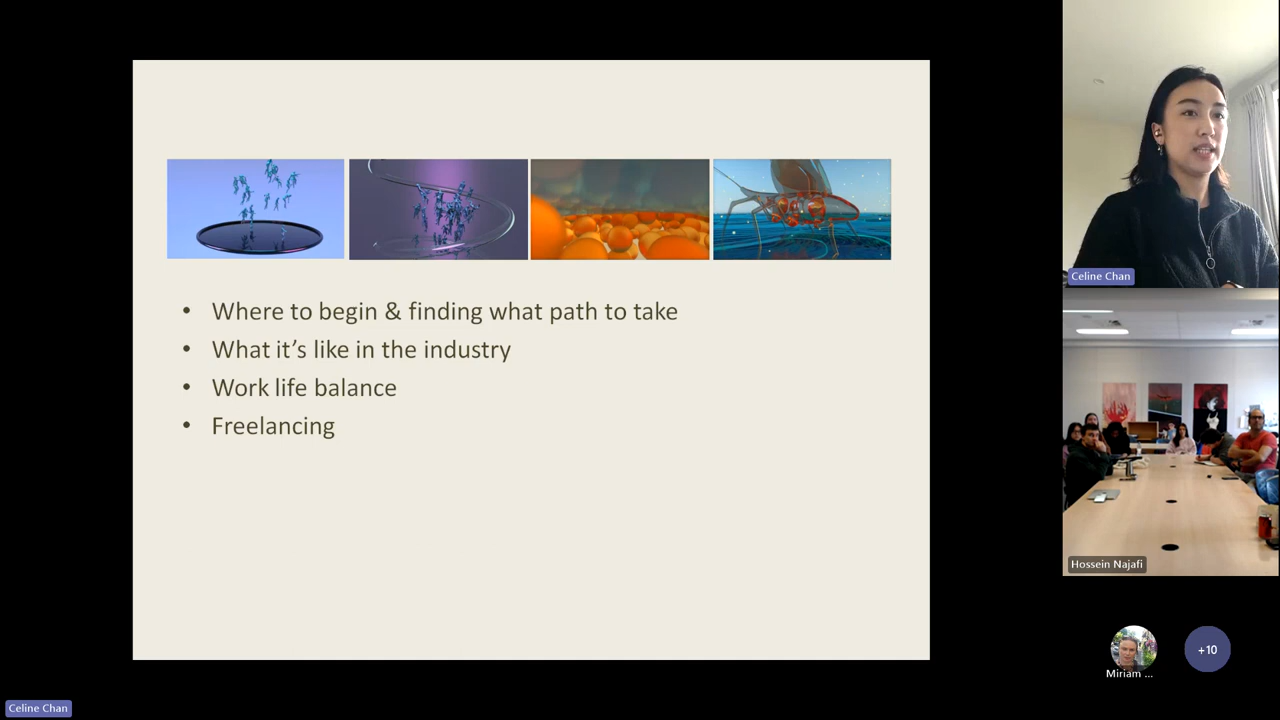 • Where to begin & finding what path to take
• What it’s like in the industry
• Work life balance
• Freelancing
Celine Chan
Hossein Najafi
Miriam ...
+10
Celine Chan